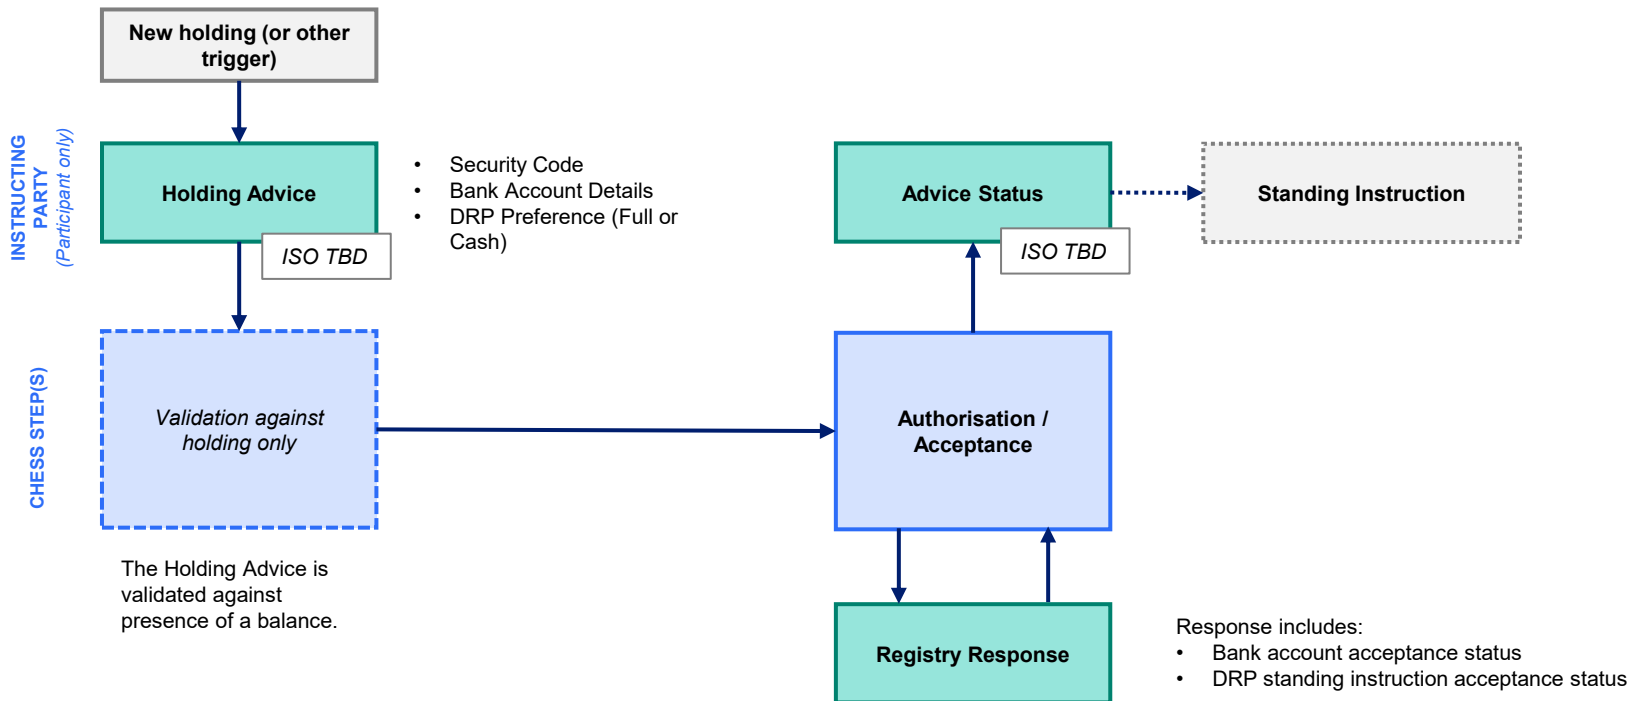 New holding (or other
trigger)
INSTRUCTING
PARTY
(Participant only)
Holding Advice
ISO TBD
• Security Code
• Bank Account Details
• DRP Preference (Full or
Cash)
Advice Status
ISO TBD
Standing Instruction
CHESS STEP(S)
Validation against
holding only
Authorisation /
Acceptance
The Holding Advice is
validated against
presence of a balance.
Registry Response
Response includes:
• Bank account acceptance status
• DRP standing instruction acceptance status